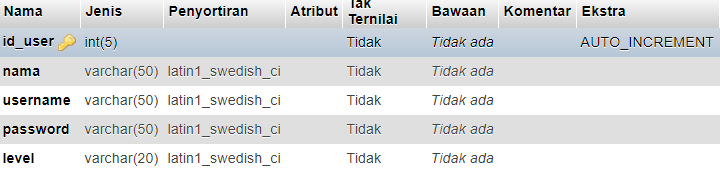 Nama Jenis Penyortiran Atribut Tak Ternilai Bawaan Komentar Ekstra
id_user int(5) Tidak Tidak ada AUTO_INCREMENT
nama varchar(50) latin1_swedish_ci Tidak Tidak ada
username varchar(50) latin1_swedish_ci Tidak Tidak ada
password varchar(50) latin1_swedish_ci Tidak Tidak ada
level varchar(20) latin1_swedish_ci Tidak Tidak ada